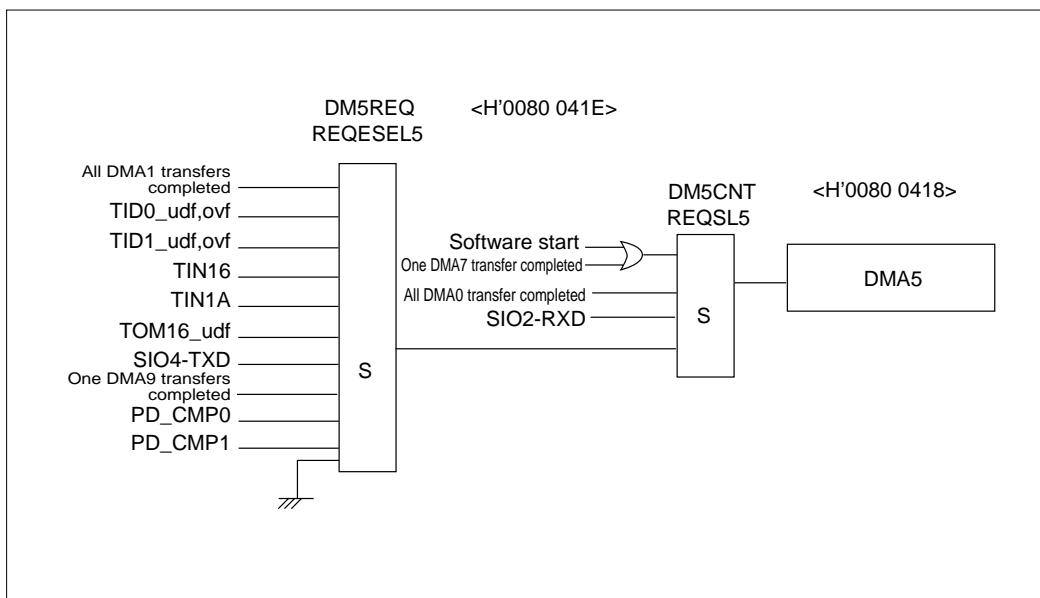 DM5REQ <H'0080 041E>
REQESEL5
All DMA1 transfers
completed
TID0_udf,ovf
TID1_udf,ovf
TIN16
TIN1A
TOM16_udf
SIO4-TXD
One DMA9 transfers
completed
PD_CMP0
PD_CMP1
S
DM5CNT <H'0080 0418>
REQSL5
Software start
One DMA7 transfer completed
All DMA0 transfer completed
SIO2-RXD
S
DMA5